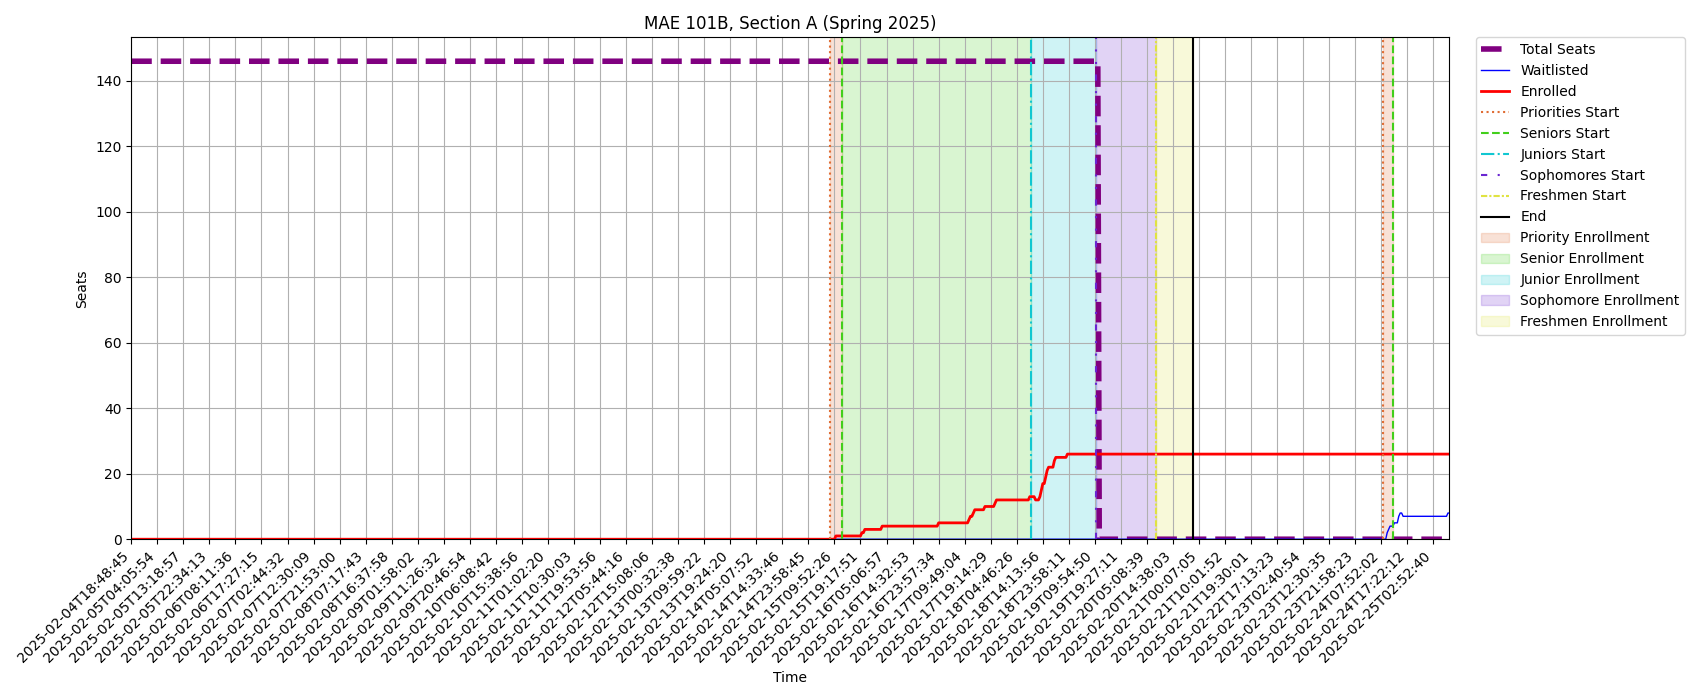 MAE 101B, Section A (Spring 2025)
Seats
140
120
100
80
60
40
20
0
2025-02-04T18:48:45
2025-02-05T04:05:54
2025-02-05T13:18:57
2025-02-05T22:34:13
2025-02-06T08:11:36
2025-02-06T17:27:15
2025-02-07T02:44:32
2025-02-07T12:30:09
2025-02-07T21:53:00
2025-02-08T07:17:43
2025-02-08T16:37:58
2025-02-09T01:58:02
2025-02-09T11:26:32
2025-02-09T20:46:54
2025-02-10T06:08:42
2025-02-10T15:38:56
2025-02-11T01:02:20
2025-02-11T10:30:03
2025-02-11T19:53:56
2025-02-12T05:44:16
2025-02-12T15:08:06
2025-02-13T00:32:38
2025-02-13T09:59:22
2025-02-13T19:24:20
2025-02-14T05:07:52
2025-02-14T14:33:46
2025-02-14T23:58:45
2025-02-15T09:52:26
2025-02-15T19:17:51
2025-02-16T05:06:57
2025-02-16T14:32:53
2025-02-16T23:57:34
2025-02-17T09:49:04
2025-02-17T19:14:29
2025-02-18T04:46:26
2025-02-18T14:13:56
2025-02-18T23:58:11
2025-02-19T09:54:50
2025-02-19T19:27:11
2025-02-20T05:08:39
2025-02-20T14:38:03
2025-02-21T00:07:05
2025-02-21T10:01:52
2025-02-21T19:30:01
2025-02-22T17:13:23
2025-02-23T02:40:54
2025-02-23T12:30:35
2025-02-23T21:58:23
2025-02-24T07:52:02
2025-02-24T17:22:12
2025-02-25T02:52:40
Time
Total Seats
Waitlisted
Enrolled
Priorities Start
Seniors Start
Juniors Start
Sophomores Start
Freshmen Start
End
Priority Enrollment
Senior Enrollment
Junior Enrollment
Sophomore Enrollment
Freshmen Enrollment